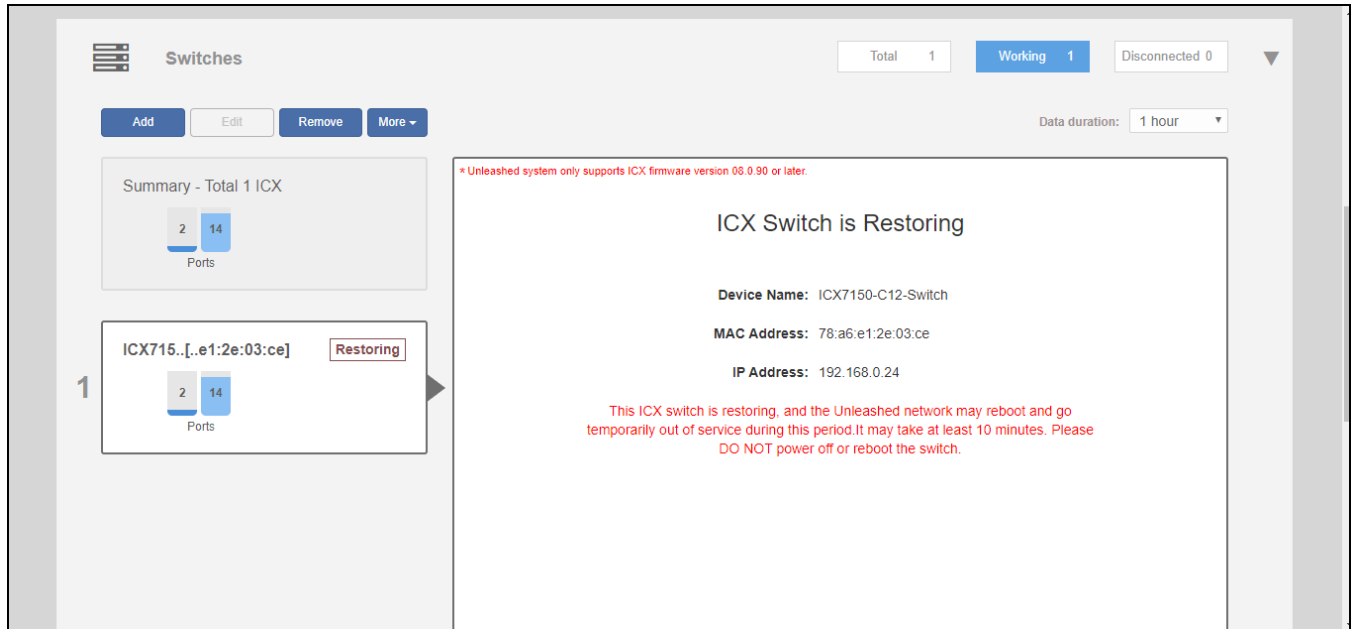 Switches
Total 1
Working 1
Disconnected 0
Add
Edit
Remove
More
Data duration: 1 hour
Summary - Total 1 ICX
2 14
Ports
1
ICX715..[..e1:2e:03:ce] Restoring
2 14
Ports
* Unleashed system only supports ICX firmware version 08.0.90 or later.
ICX Switch is Restoring
Device Name: ICX7150-C12-Switch
MAC Address: 78:a6:e1:2e:03:ce
IP Address: 192.168.0.24
This ICX switch is restoring, and the Unleashed network may reboot and go
temporarily out of service during this period.It may take at least 10 minutes. Please
DO NOT power off or reboot the switch.